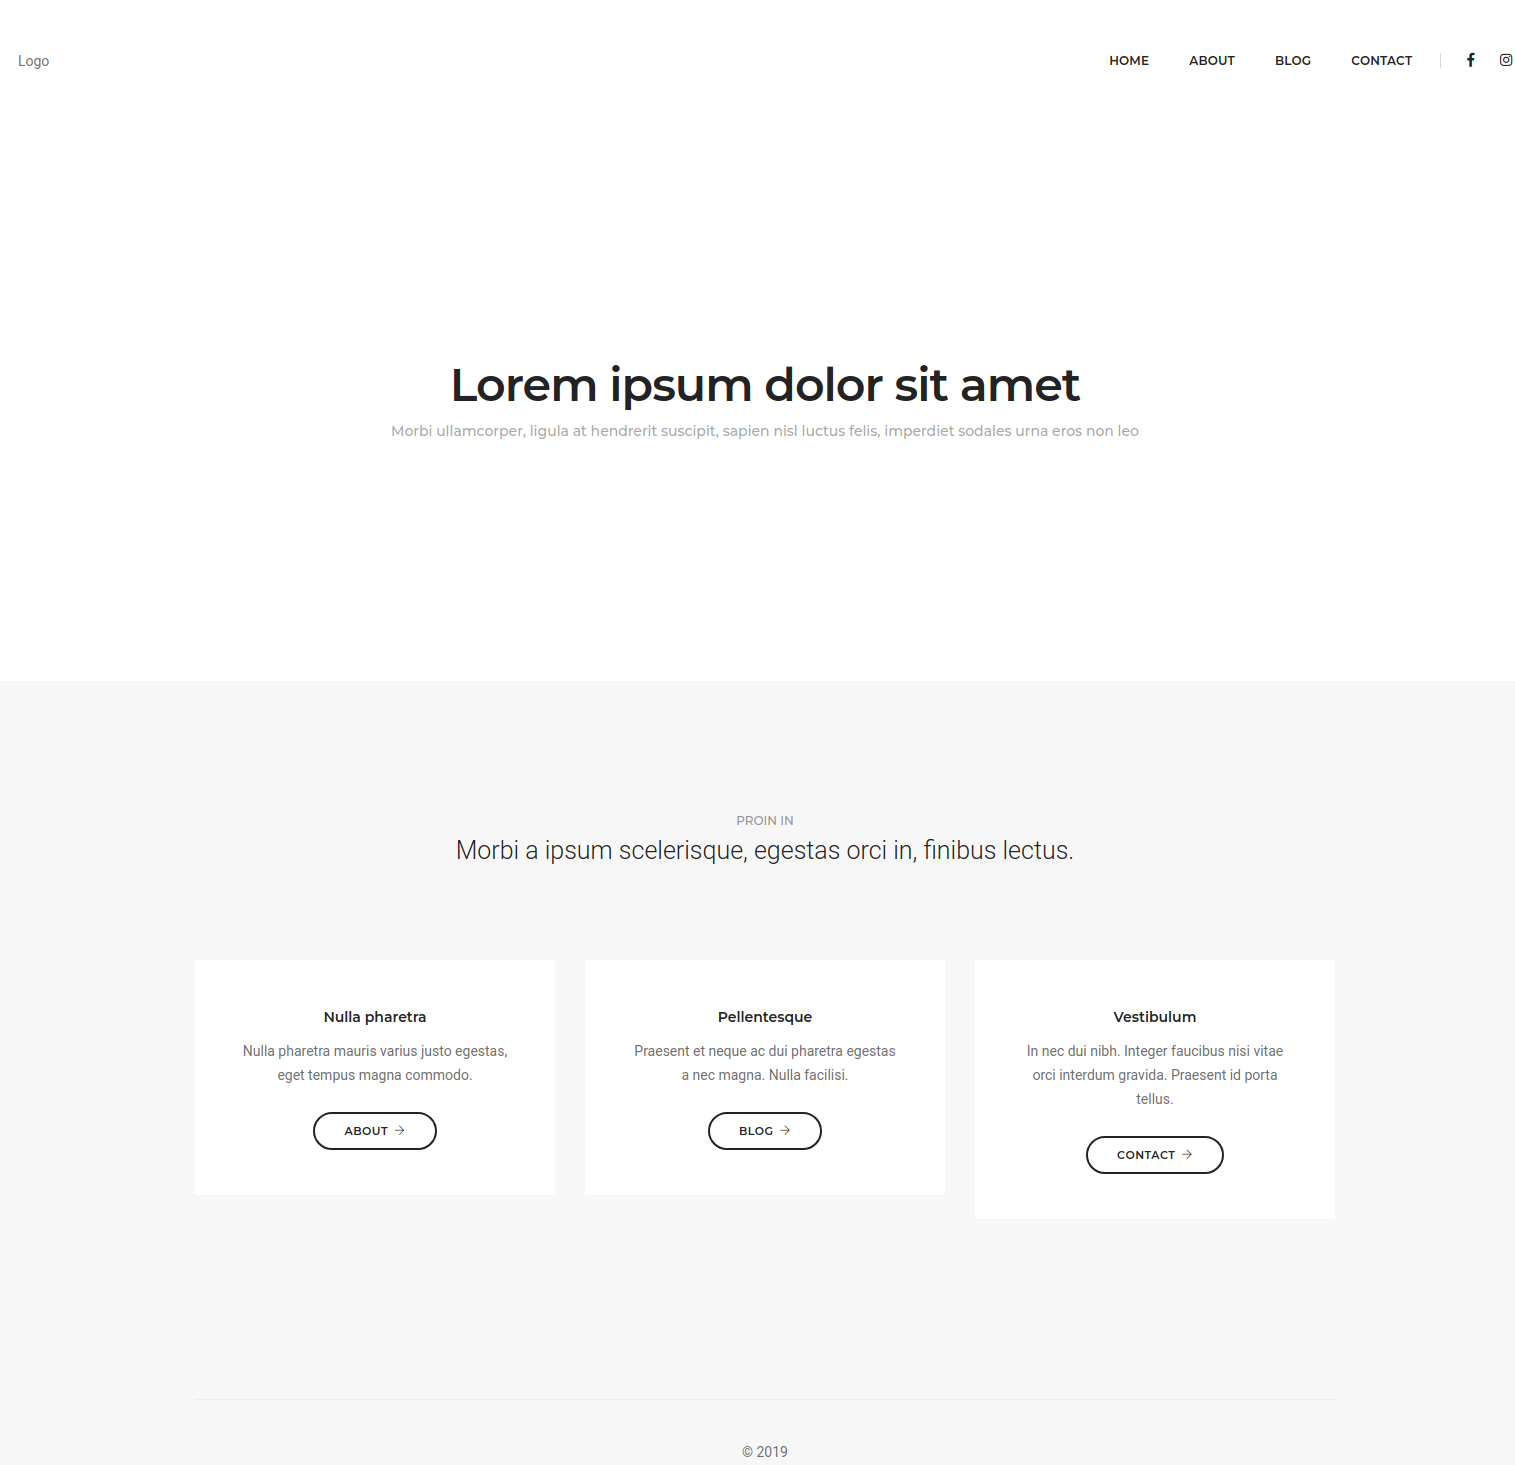 Logo
HOME ABOUT BLOG CONTACT
Lorem ipsum dolor sit amet
Morbi ullamcorper, ligula at hendrerit suscipit, sapien nisl luctus felis, imperdiet sodales urna eros non leo
PROIN IN
Morbi a ipsum scelerisque, egestas orci in, finibus lectus.
Nulla pharetra
Nulla pharetra mauris varius justo egestas,
eget tempus magna commodo.
ABOUT
Pellentesque
Praesent et neque ac dui pharetra egestas
a nec magna. Nulla facilisi.
BLOG
Vestibulum
In nec dui nibh. Integer faucibus nisi vitae
orci interdum gravida. Praesent id porta
tellus.
CONTACT
© 2019